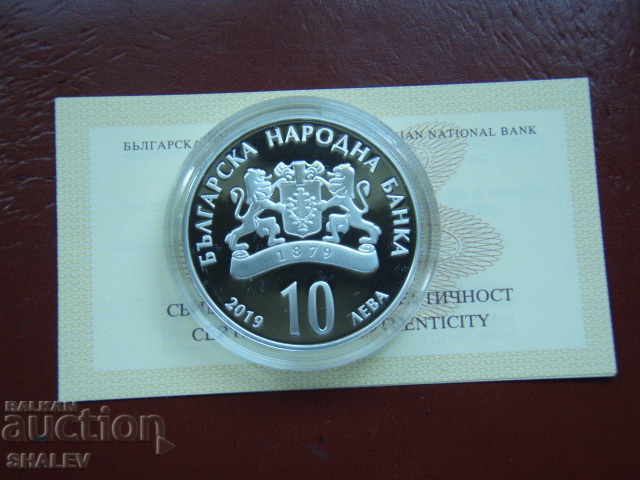 БЪЛГАРСКА IAN NATIONAL BANK
БЪЛГАРСКА НАРОДНА БАНКА
1879
2019 10 ЛЕВА
ТИЧНОСТ
ENTICITY
BALKAN
auction
SHALEV